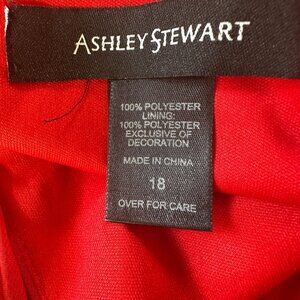 ASHLEY STEWART
100% POLYESTER
LINING:
100% POLYESTER
EXCLUSIVE OF
DECORATION
MADE IN CHINA
18
OVER FOR CARE